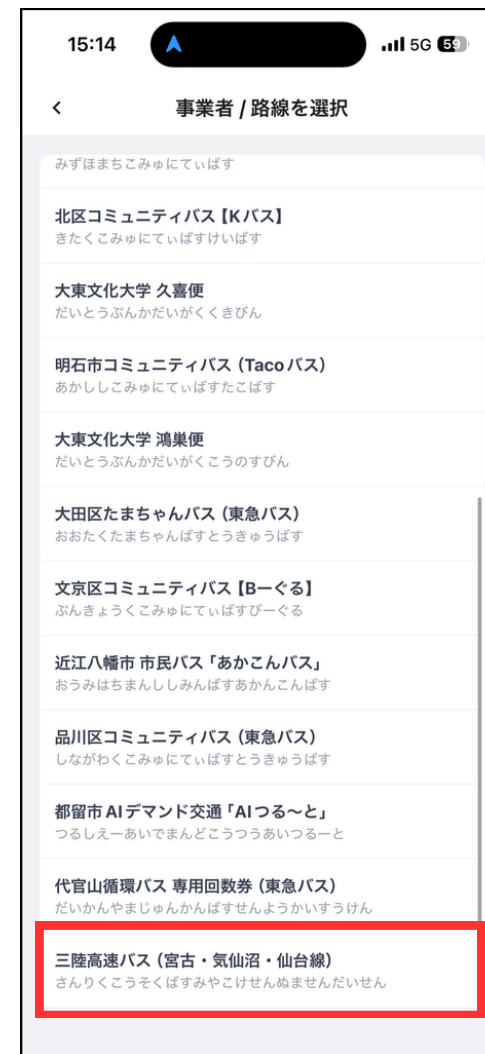 15:14
5G 59
事業者 / 路線を選択
みずほまちこみゅにてぃばす
北区コミュニティバス【Kバス】
きたくこみゅにてぃばすけいばす
大東文化大学 久喜便
だいとうぶんかだいがくくきびん
明石市コミュニティバス（Tacoバス）
あかししこみゅにてぃばすたこばす
大東文化大学 鴻巣便
だいとうぶんかだいがくこうのすびん
大田区たまちゃんバス（東急バス）
おおたくたまちゃんばすとうきゅうばす
文京区コミュニティバス【Bーぐる】
ぶんきょうくこみゅにてぃばすびーぐる
近江八幡市 市民バス「あかこんバス」
おうみはちまんししみんばすあかんこんばす
品川区コミュニティバス（東急バス）
しながわくこみゅにてぃばすとうきゅうばす
都留市AIデマンド交通「AIつる～と」
つるしえーあいでまんどこうつうあいつるーと
代官山循環バス 専用回数券（東急バス）
だいかんやまじゅんかんばすせんようかいすうけん
三陸高速バス（宮古・気仙沼・仙台線）
さんりくこうそくばすみやこけせんぬませんだいせん